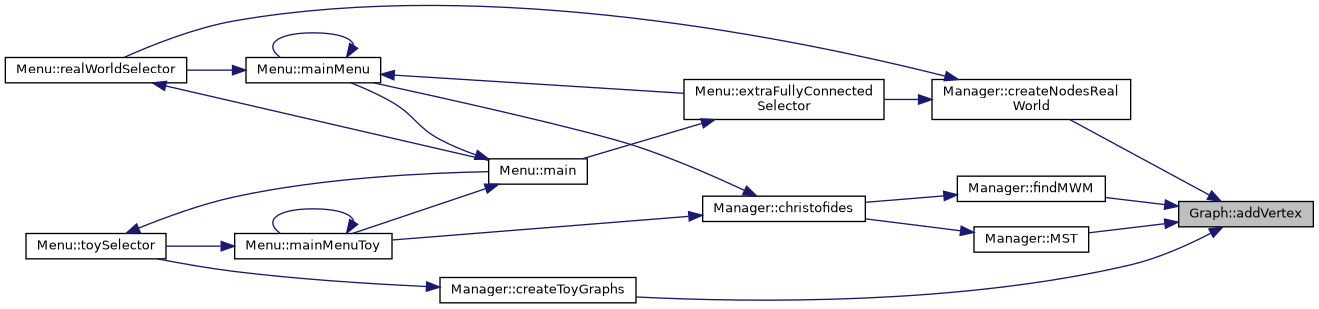 Menu::realWorldSelector
Menu::mainMenu
Menu::extraFullyConnected
Selector
Manager::createNodesReal
World
Menu::main
Manager::findMWM
Manager::christofides
Graph::addVertex
Manager::MST
Menu::toySelector
Menu::mainMenuToy
Manager::createToyGraphs